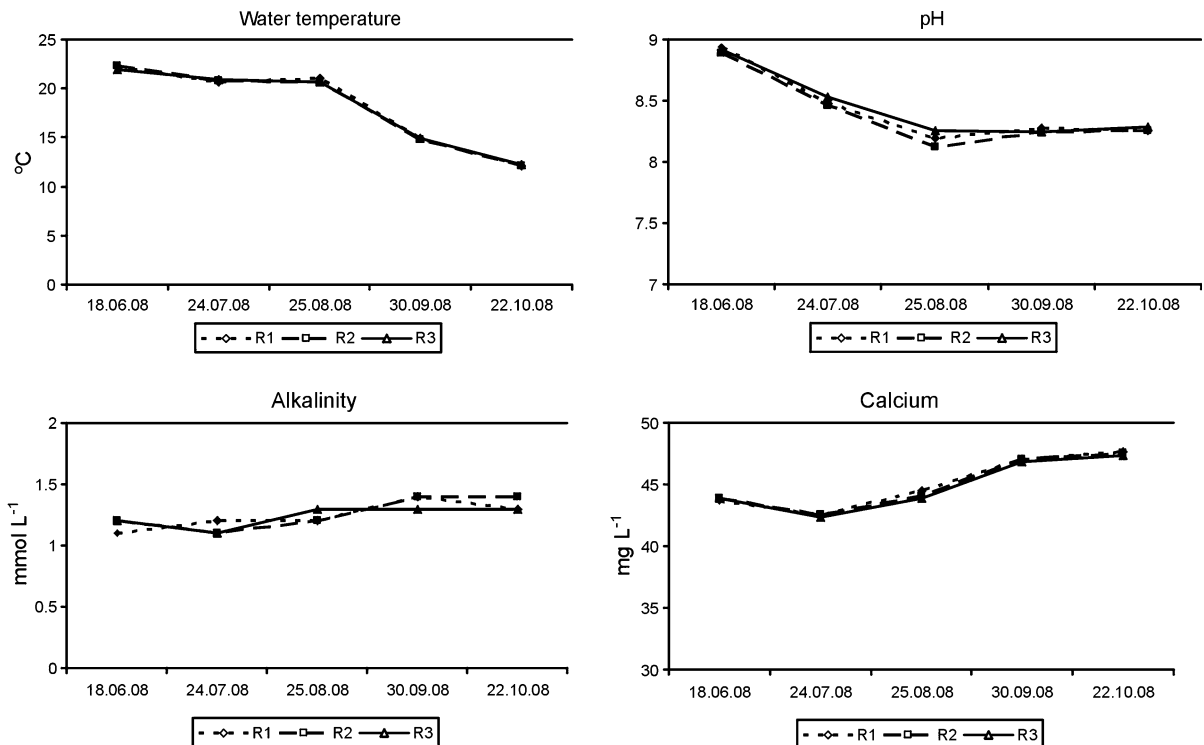 Water temperature
25
20
15
10
5
0
ºC
18.06.08 24.07.08 25.08.08 30.09.08 22.10.08
R1 R2 R3
pH
9
8.5
8
7.5
7
18.06.08 24.07.08 25.08.08 30.09.08 22.10.08
R1 R2 R3
Alkalinity
2
1.5
1
0.5
0
mmol L⁻¹
18.06.08 24.07.08 25.08.08 30.09.08 22.10.08
R1 R2 R3
Calcium
50
45
40
35
30
mg L⁻¹
18.06.08 24.07.08 25.08.08 30.09.08 22.10.08
R1 R2 R3